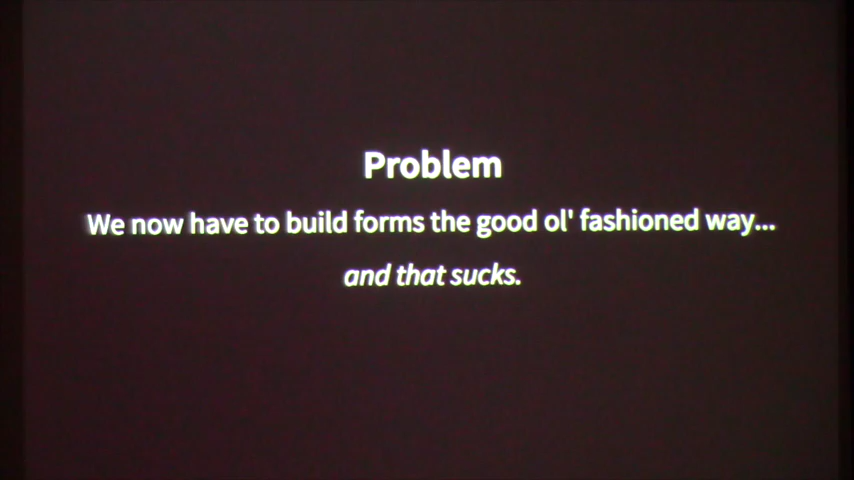 Problem
We now have to build forms the good ol' fashioned way...
and that sucks.